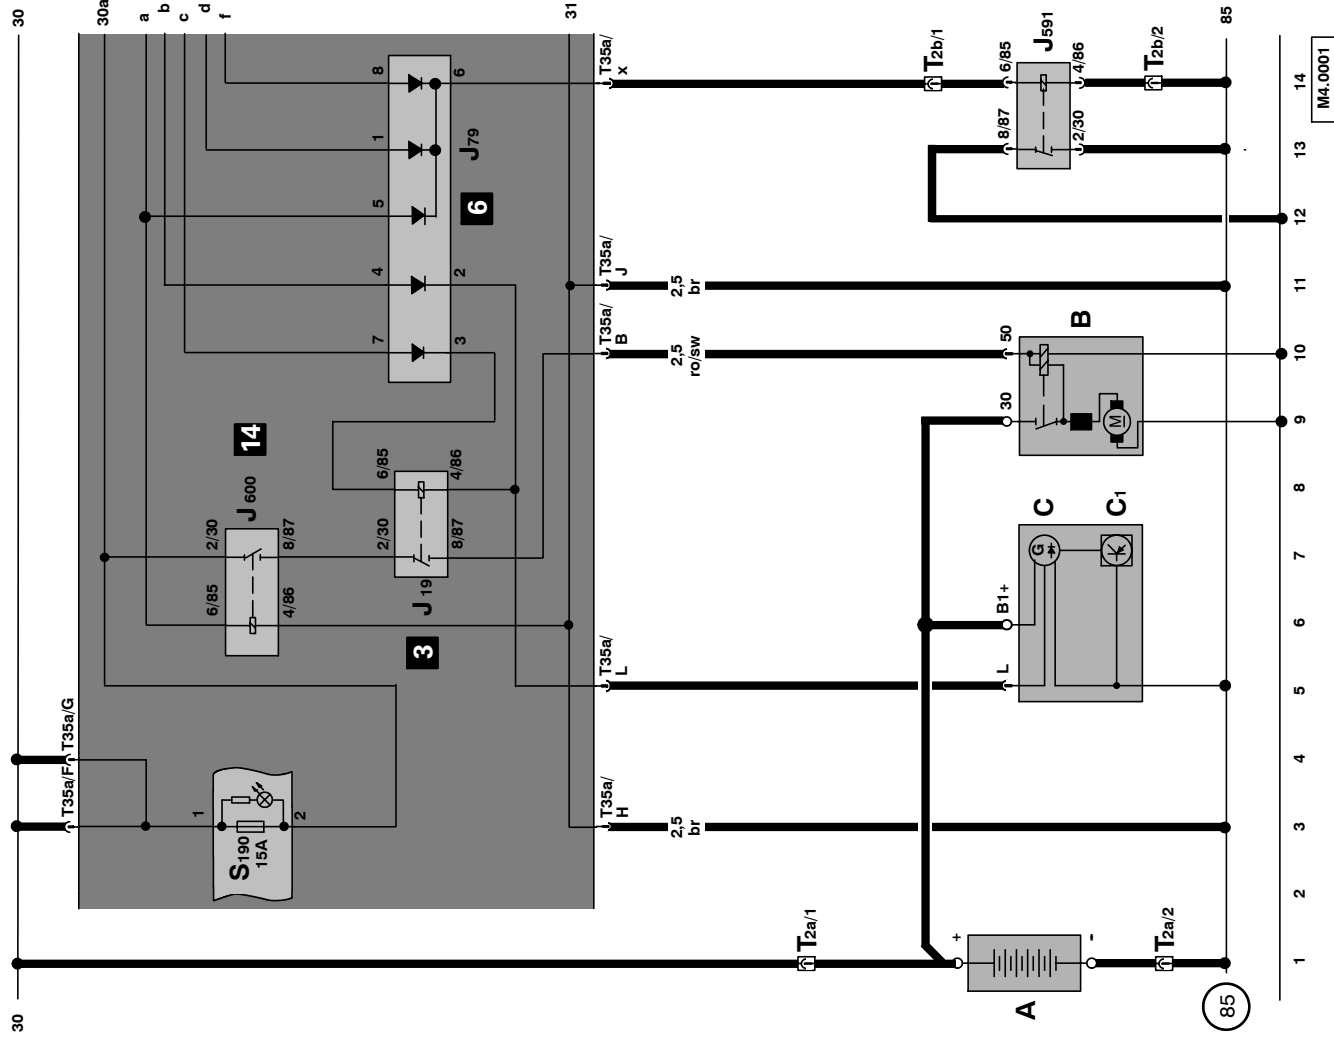 30 30
T35a/F T35a/G
30a
a
b
c
d
f
1
6/85 2/30
S190
15A
J600
14
2
4/86 8/87
8
1
5
4
7
2/30 6/85
J19
3
8/87 4/86
3
2
6
J79
6
31
T35a/
H
T35a/
L
T35a/
B
T35a/
J
T35a/
x
2,5
br
2,5
ro/sw
2,5
br
T2a/1
T2b/1
+
L B1+ 30 50
8/87 6/85
A
C
C1
B
J591
M
G
2/30 4/86
-
T2a/2
T2b/2
85
85
1 2 3 4 5 6 7 8 9 10 11 12 13 14
M4.0001